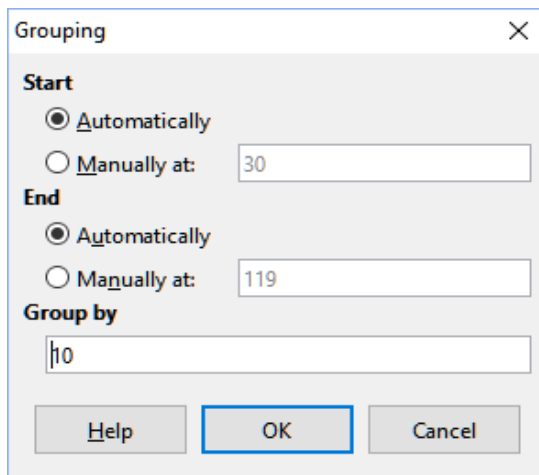 Grouping
Start
Automatically
Manually at: 30
End
Automatically
Manually at: 119
Group by
10
Help OK Cancel